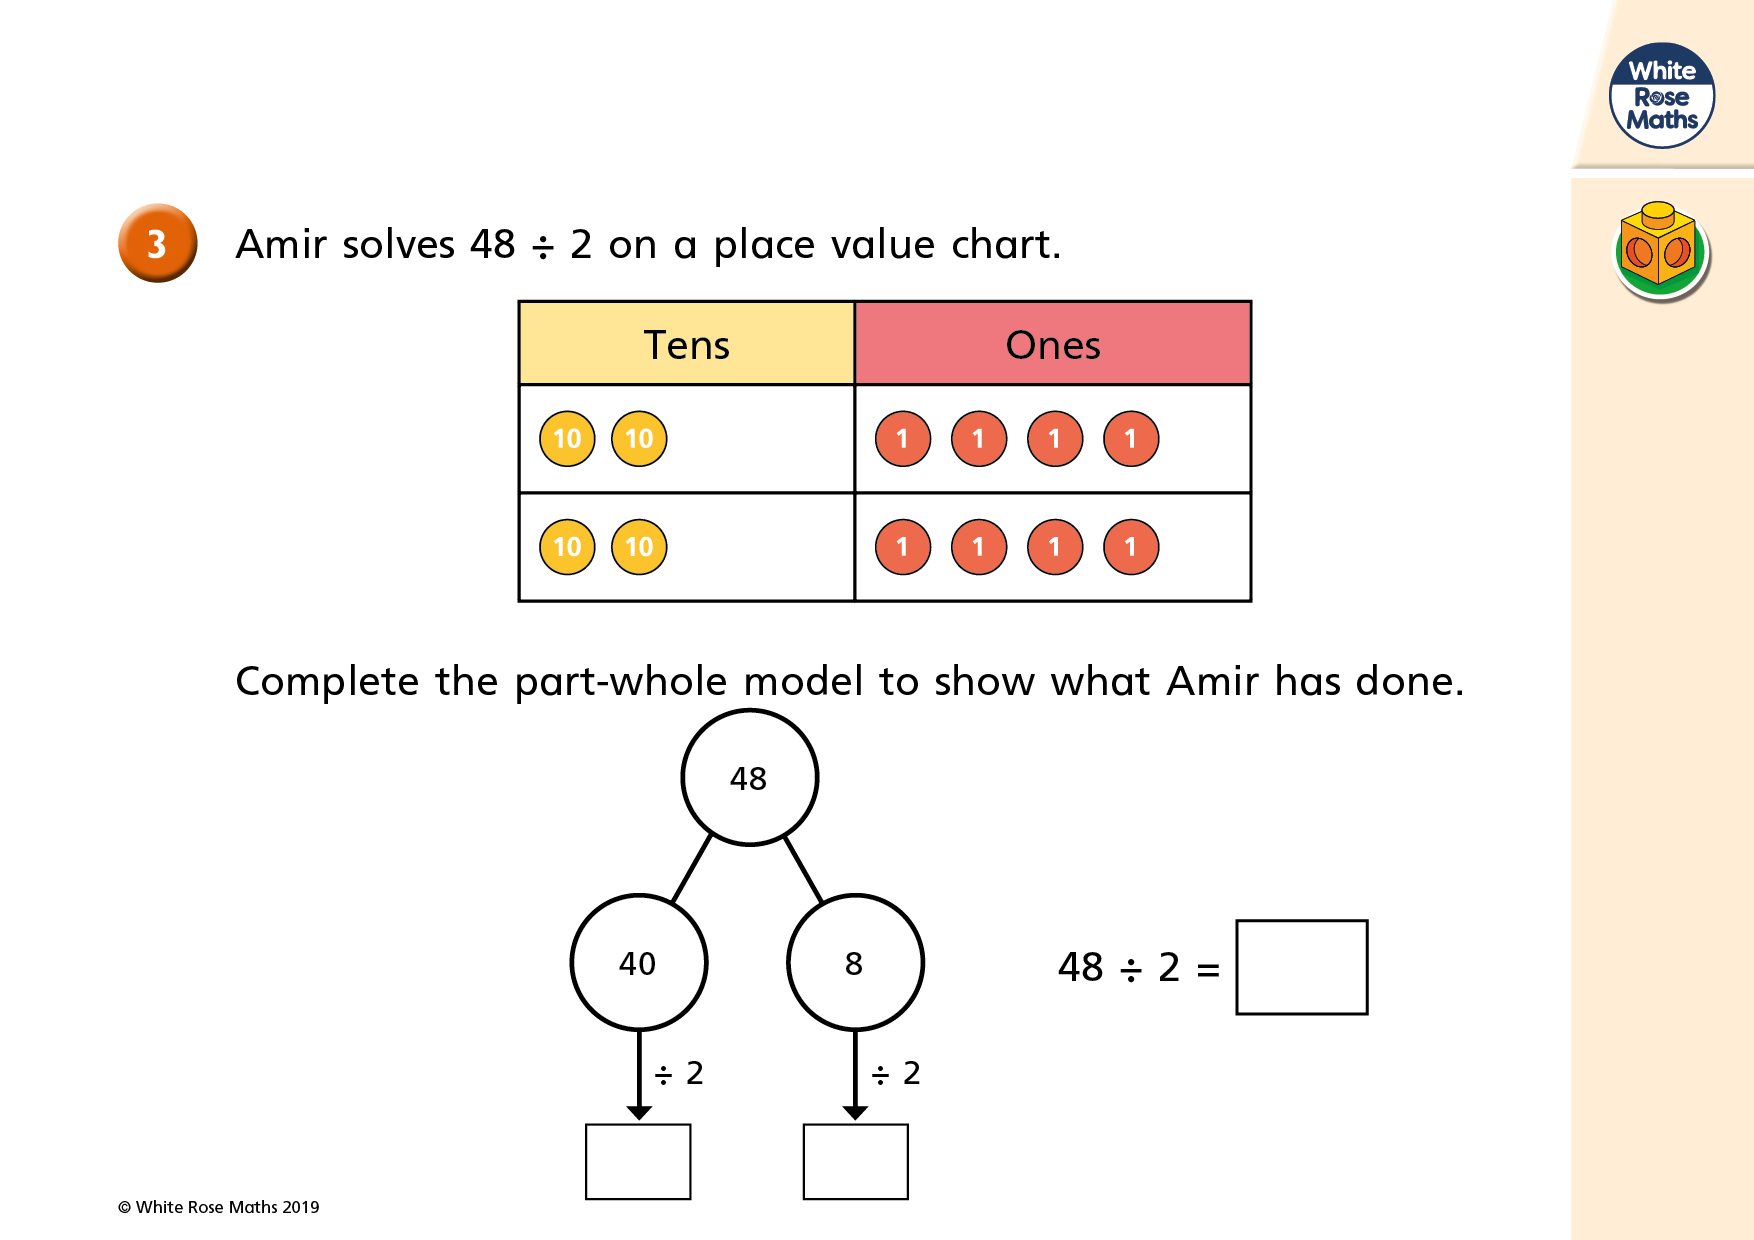 White
Rose
Maths
3 Amir solves 48 ÷ 2 on a place value chart.
Tens Ones
10 10 1 1 1 1
10 10 1 1 1 1
Complete the part-whole model to show what Amir has done.
48
40 8 48 ÷ 2 =
÷ 2 ÷ 2
© White Rose Maths 2019